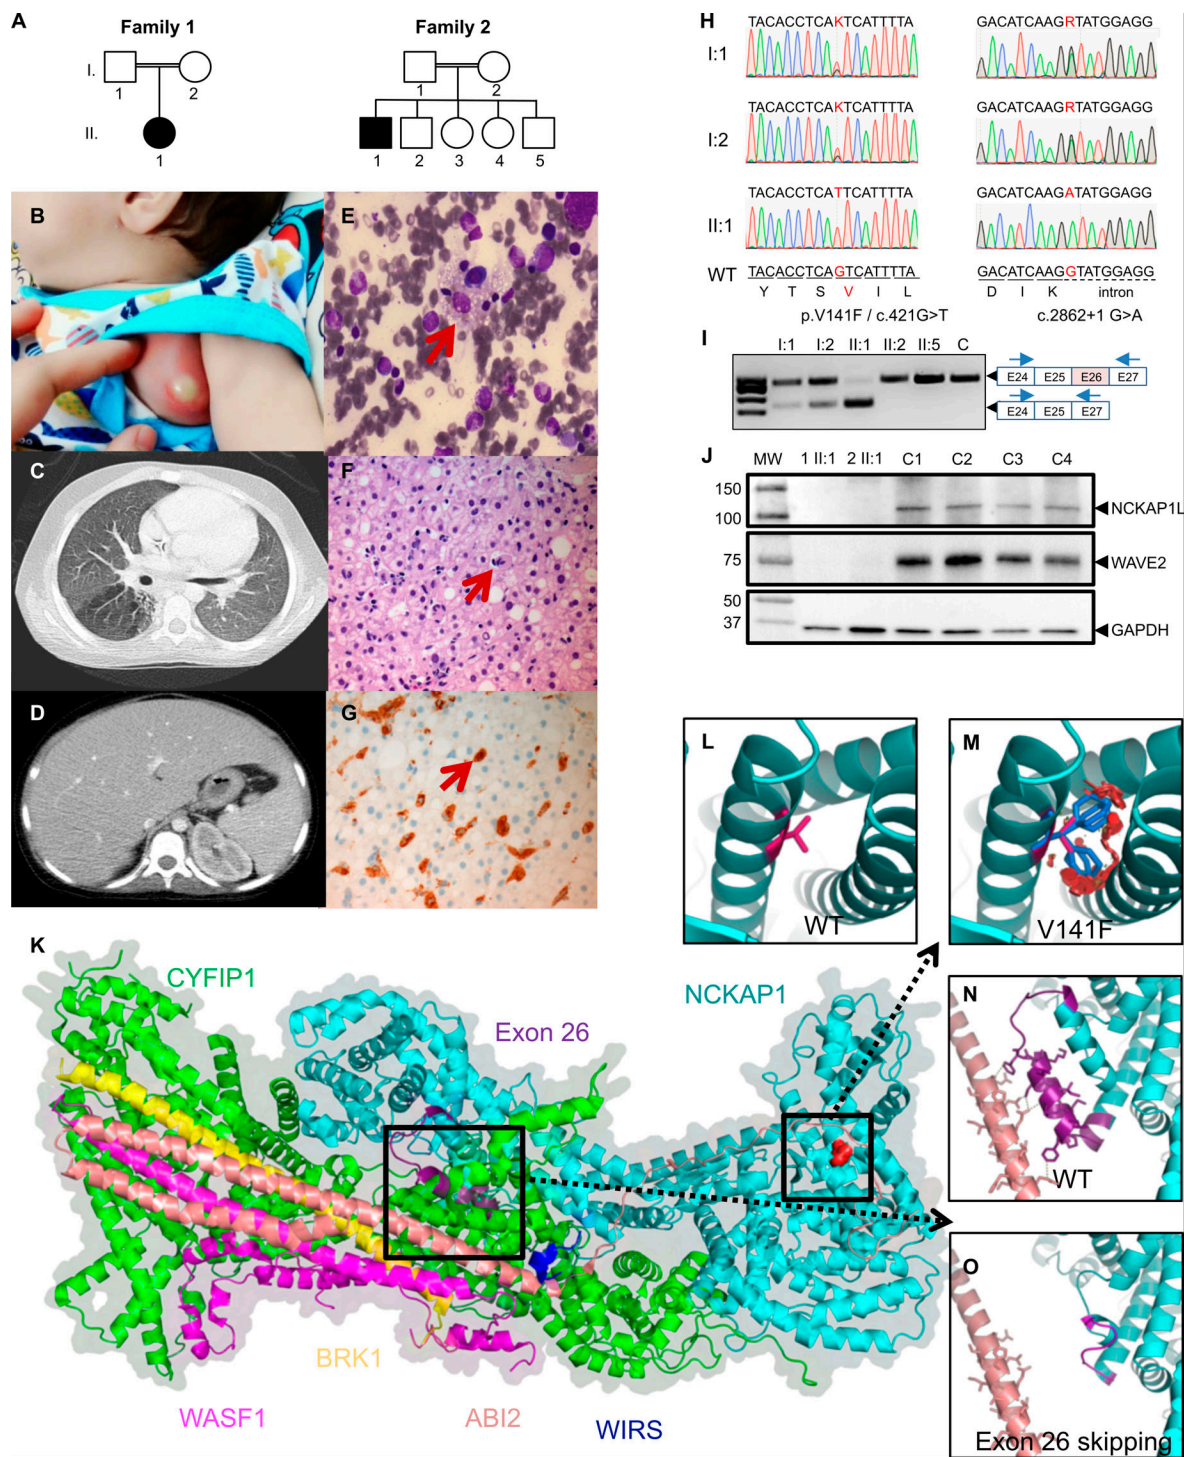 A
Family 1
Family 2
I.
1
2
1
2
II.
1
1
2
3
4
5
B
C
D
E
F
G
H
TACACCTCAKTCATTTTA
GACATCAAGRTATGGAGG
I:1
TACACCTCAKTCATTTTA
GACATCAAGRTATGGAGG
I:2
TACACCTCATTCATTTTA
GACATCAAGATATGGAGG
II:1
WT
TACACCTCAGTCATTTTA
GACATCAAGGTATGGAGG
Y T S V I L
D I K intron
p.V141F / c.421G>T
c.2862+1 G>A
I
I:1 I:2 II:1 II:2 II:5 C
E24 E25 E26 E27
E24 E25 E27
J
MW 1 II:1 2 II:1 C1 C2 C3 C4
150
100
NCKAP1L
75
WAVE2
50
37
GAPDH
L
WT
M
V141F
K
CYFIP1
Exon 26
NCKAP1
BRK1
WASF1
ABI2
WIRS
N
WT
O
Exon 26 skipping